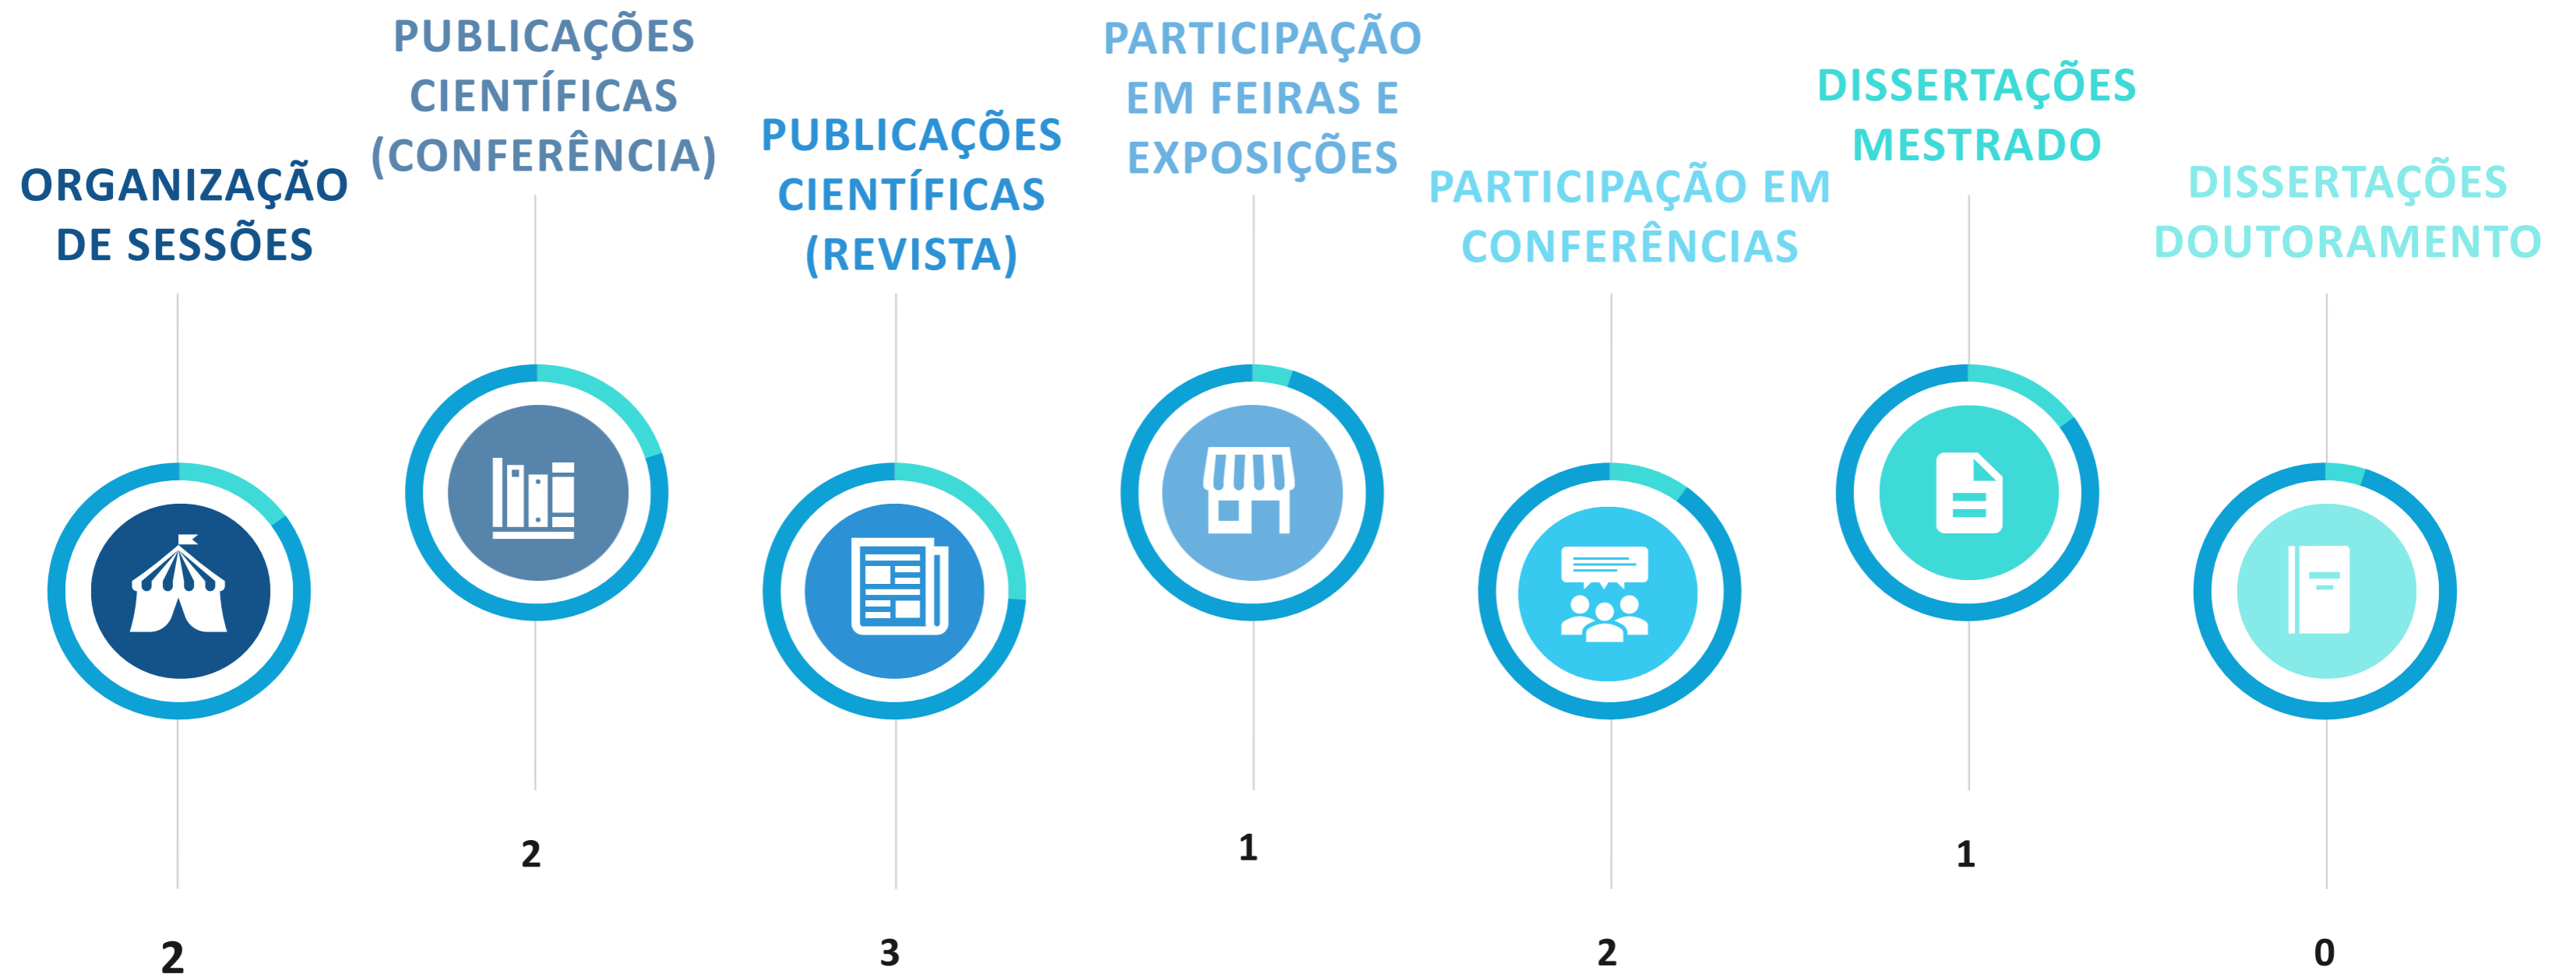 ORGANIZAÇÃO
DE SESSÕES
2
PUBLICAÇÕES
CIENTÍFICAS
(CONFERÊNCIA)
2
PUBLICAÇÕES
CIENTÍFICAS
(REVISTA)
3
PARTICIPAÇÃO
EM FEIRAS E
EXPOSIÇÕES
1
PARTICIPAÇÃO EM
CONFERÊNCIAS
2
DISSERTAÇÕES
MESTRADO
1
DISSERTAÇÕES
DOUTORAMENTO
0